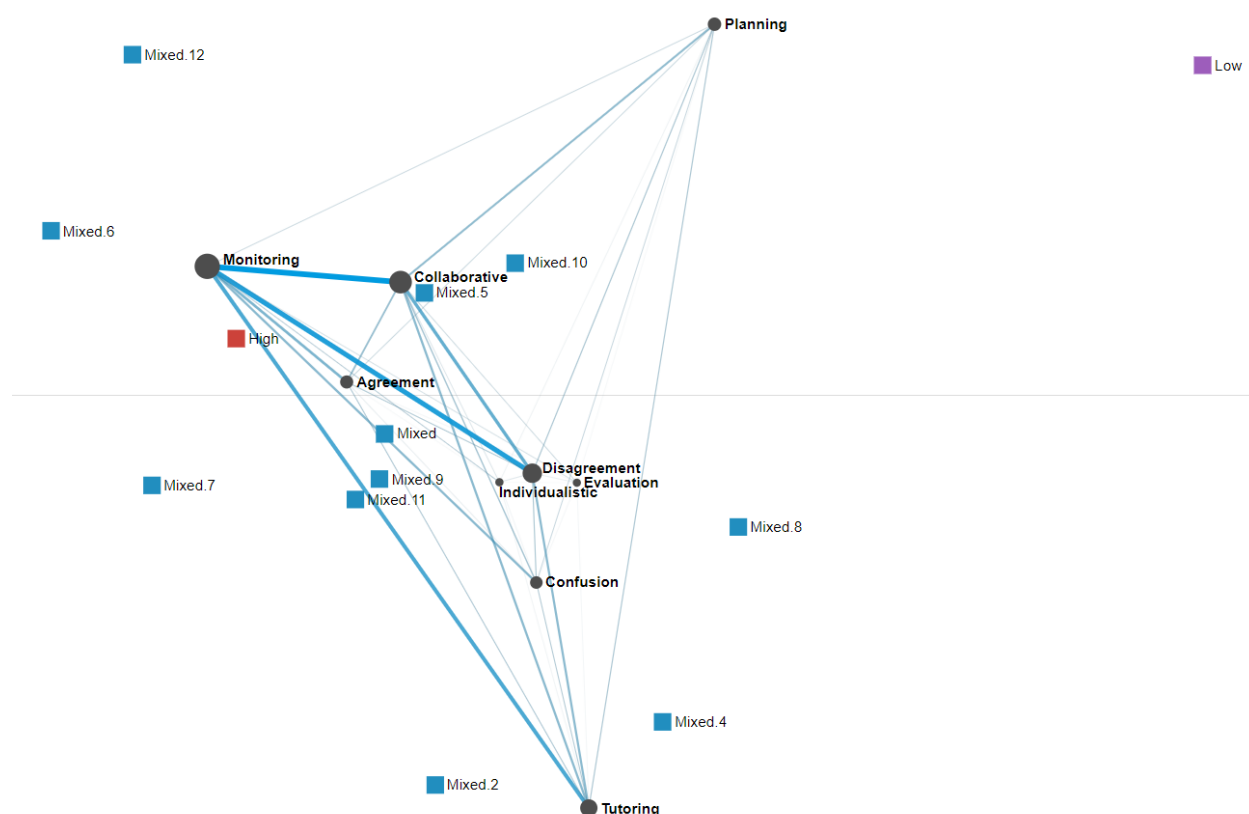 Planning
Mixed.12
Low
Mixed.6
Monitoring
Mixed.10
Collaborative
Mixed.5
High
Agreement
Mixed
Disagreement
Mixed.9
Evaluation
Mixed.7
Individualistic
Mixed.11
Mixed.8
Confusion
Mixed.4
Mixed.2
Tutoring